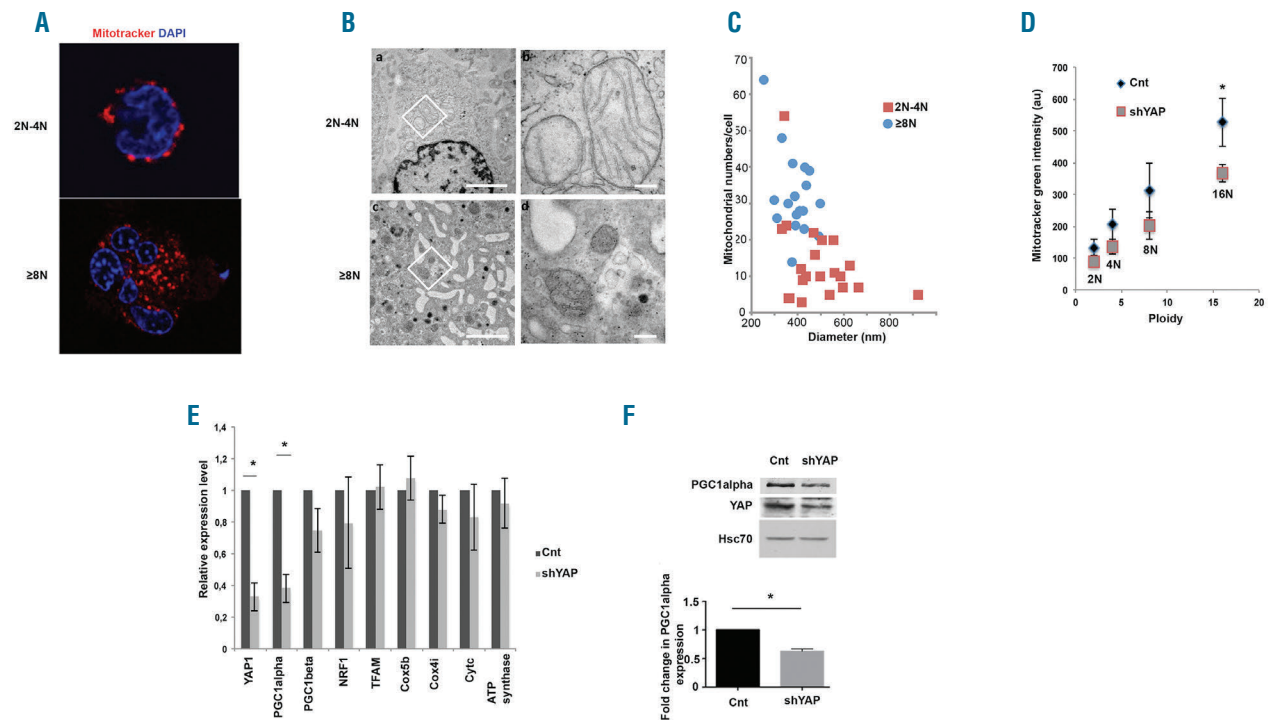 A
Mitotracker DAPI
2N-4N
≥8N
B
a
b
2N-4N
c
d
≥8N
C
Mitochondrial numbers/cell
70
60
50
40
30
20
10
0
200
400
600
800
Diameter (nm)
2N-4N
≥8N
D
Mitotracker green intensity (au)
700
600
500
400
300
200
100
0
0
5
10
15
20
Ploidy
Cnt
shYAP
*
2N
4N
8N
16N
E
Relative expression level
1,4
1,2
1
0,8
0,6
0,4
0,2
0
*
*
YAP1
PGC1alpha
PGC1beta
NRF1
TFAM
Cox5b
Cox4i
Cytc
ATP
synthase
Cnt
shYAP
F
Cnt shYAP
PGC1alpha
YAP
Hsc70
Fold change in PGC1alpha
expression
1.5
1
0.5
0
*
Cnt
shYAP